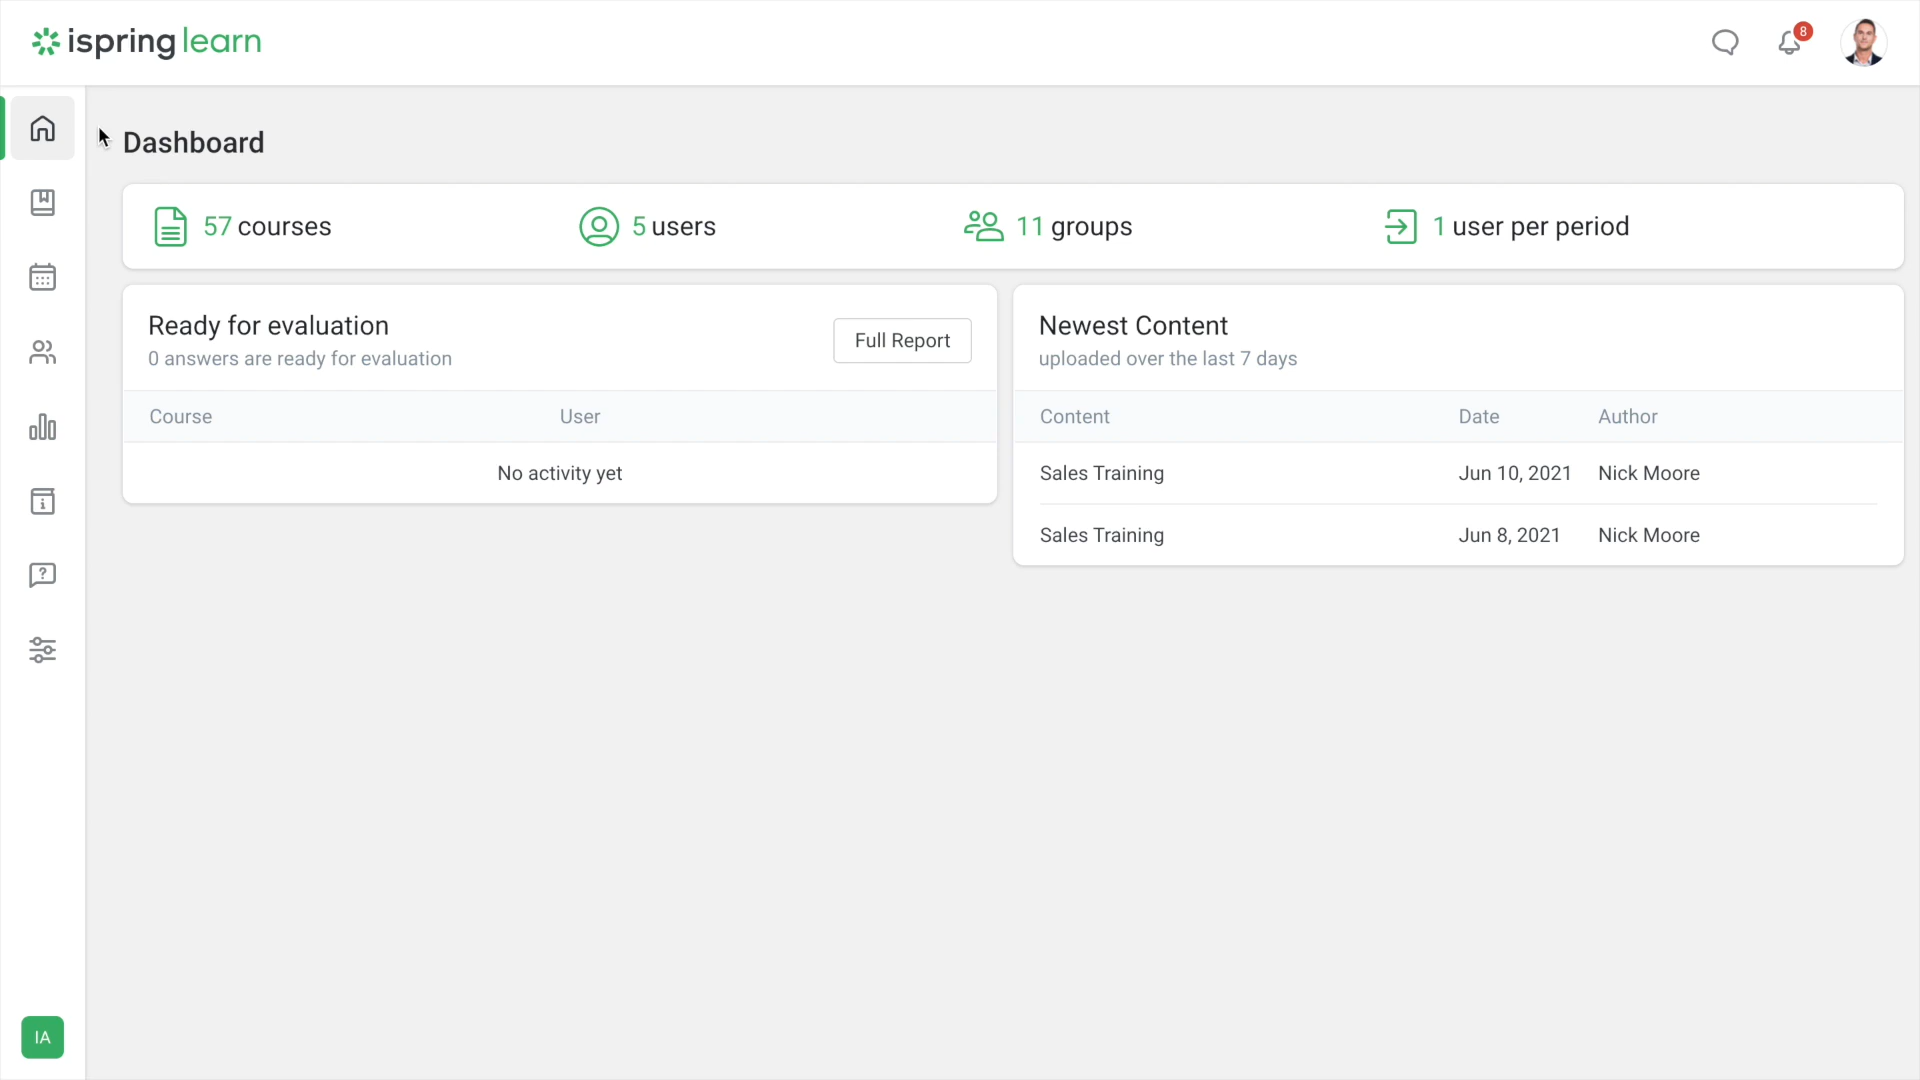 ispring learn
8
Dashboard
57 courses
5 users
11 groups
1 user per period
Ready for evaluation
0 answers are ready for evaluation
Full Report
Course User
No activity yet
Newest Content
uploaded over the last 7 days
Content Date Author
Sales Training Jun 10, 2021 Nick Moore
Sales Training Jun 8, 2021 Nick Moore
IA